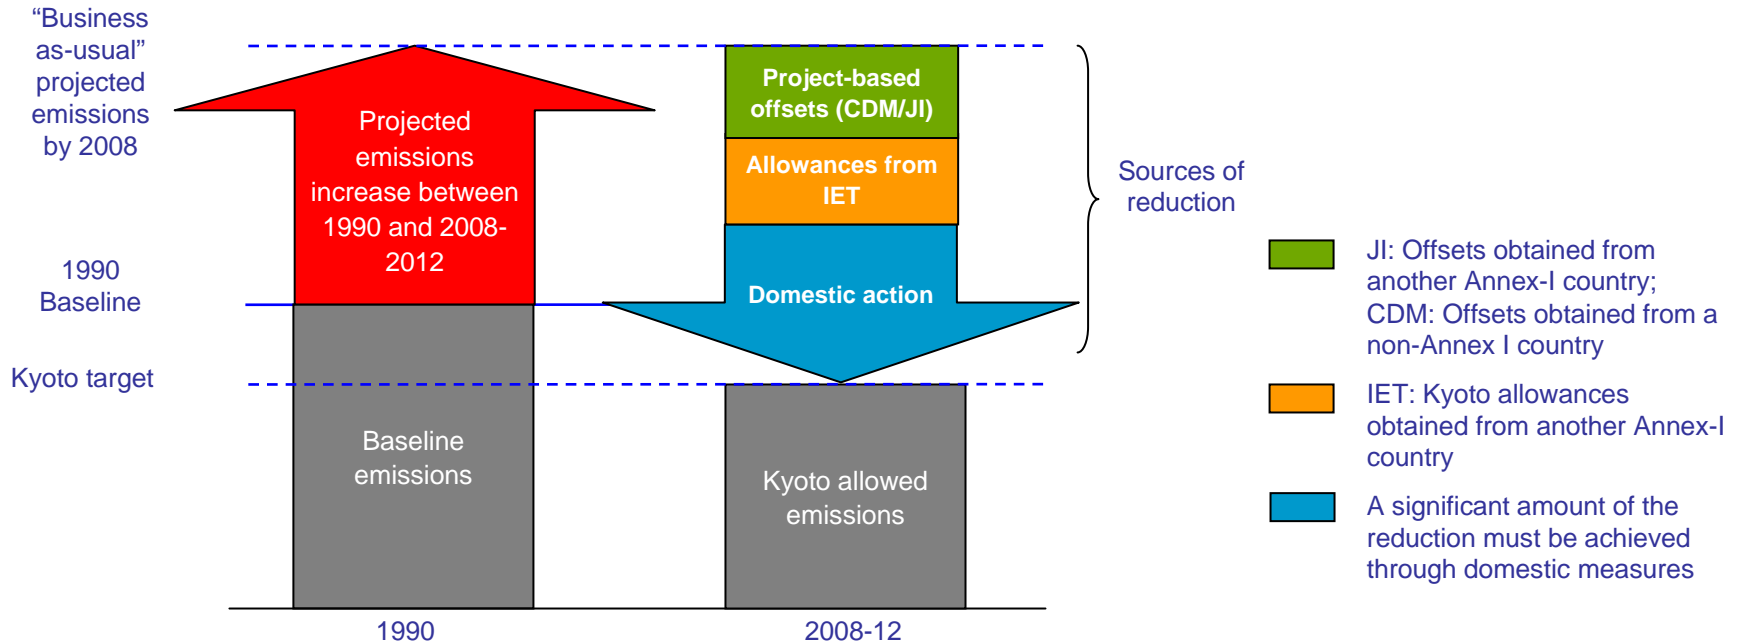 “Business
as-usual”
projected
emissions
by 2008
1990
Baseline
Kyoto target
Projected
emissions
increase between
1990 and 2008-
2012
Baseline
emissions
1990
Project-based
offsets (CDM/JI)
Allowances from
IET
Domestic action
Kyoto allowed
emissions
2008-12
Sources of
reduction
JI: Offsets obtained from
another Annex-I country;
CDM: Offsets obtained from a
non-Annex I country
IET: Kyoto allowances
obtained from another Annex-I
country
A significant amount of the
reduction must be achieved
through domestic measures